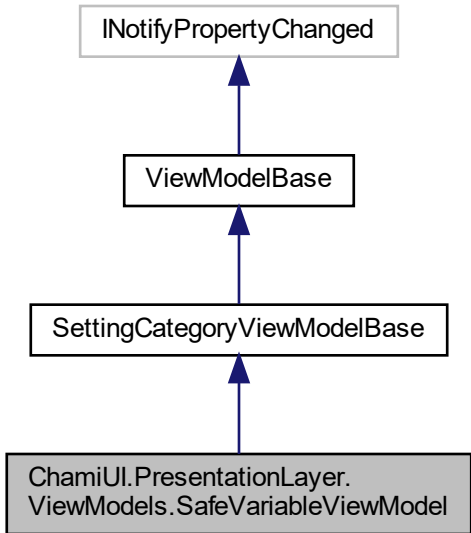 INotifyPropertyChanged
ViewModelBase
SettingCategoryViewModelBase
ChamiUI.PresentationLayer.
ViewModels.SafeVariableViewModel